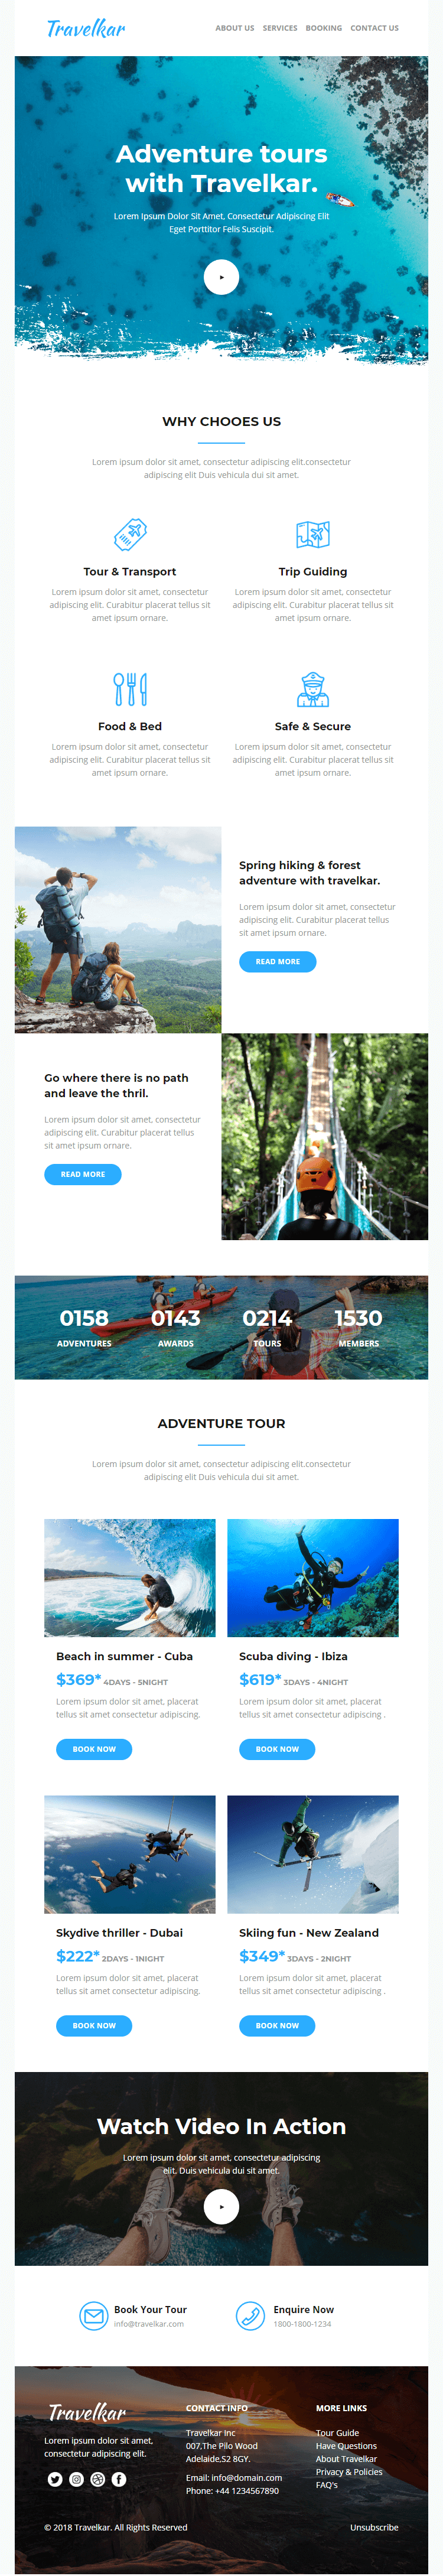 Travelkar
ABOUT US SERVICES BOOKING CONTACT US
Adventure tours
with Travelkar.
Lorem Ipsum Dolor Sit Amet, Consectetur Adipiscing Elit
Eget Porttitor Felis Suscipit.
WHY CHOOES US
Lorem ipsum dolor sit amet, consectetur adipiscing elit.consectetur
adipiscing elit Duis vehicula dui sit amet.
Tour & Transport
Lorem ipsum dolor sit amet, consectetur
adipiscing elit. Curabitur placerat tellus sit
amet ipsum ornare.
Trip Guiding
Lorem ipsum dolor sit amet, consectetur
adipiscing elit. Curabitur placerat tellus sit
amet ipsum ornare.
Food & Bed
Lorem ipsum dolor sit amet, consectetur
adipiscing elit. Curabitur placerat tellus sit
amet ipsum ornare.
Safe & Secure
Lorem ipsum dolor sit amet, consectetur
adipiscing elit. Curabitur placerat tellus sit
amet ipsum ornare.
Spring hiking & forest
adventure with travelkar.
Lorem ipsum dolor sit amet, consectetur
adipiscing elit. Curabitur placerat tellus
sit amet ipsum ornare.
READ MORE
Go where there is no path
and leave the thril.
Lorem ipsum dolor sit amet, consectetur
adipiscing elit. Curabitur placerat tellus
sit amet ipsum ornare.
READ MORE
0158 0143 0214 1530
ADVENTURES AWARDS TOURS MEMBERS
ADVENTURE TOUR
Lorem ipsum dolor sit amet, consectetur adipiscing elit.consectetur
adipiscing elit Duis vehicula dui sit amet.
Beach in summer - Cuba
$369* 4DAYS - 5NIGHT
Lorem ipsum dolor sit amet, placerat
tellus sit amet consectetur adipiscing.
BOOK NOW
Scuba diving - Ibiza
$619* 3DAYS - 4NIGHT
Lorem ipsum dolor sit amet, placerat
tellus sit amet consectetur adipiscing .
BOOK NOW
Skydive thriller - Dubai
$222* 2DAYS - 1NIGHT
Lorem ipsum dolor sit amet, placerat
tellus sit amet consectetur adipiscing.
BOOK NOW
Skiing fun - New Zealand
$349* 3DAYS - 2NIGHT
Lorem ipsum dolor sit amet, placerat
tellus sit amet consectetur adipiscing .
BOOK NOW
Watch Video In Action
Lorem ipsum dolor sit amet, consectetur adipiscing
elit. Duis vehicula dui sit amet.
Book Your Tour
info@travelkar.com
Enquire Now
1800-1800-1234
Travelkar
Lorem ipsum dolor sit amet,
consectetur adipiscing elit.
CONTACT INFO
Travelkar Inc
007,The Pilo Wood
Adelaide,S2 8GY.
Email: info@domain.com
Phone: +44 1234567890
MORE LINKS
Tour Guide
Have Questions
About Travelkar
Privacy & Policies
FAQ's
© 2018 Travelkar. All Rights Reserved
Unsubscribe